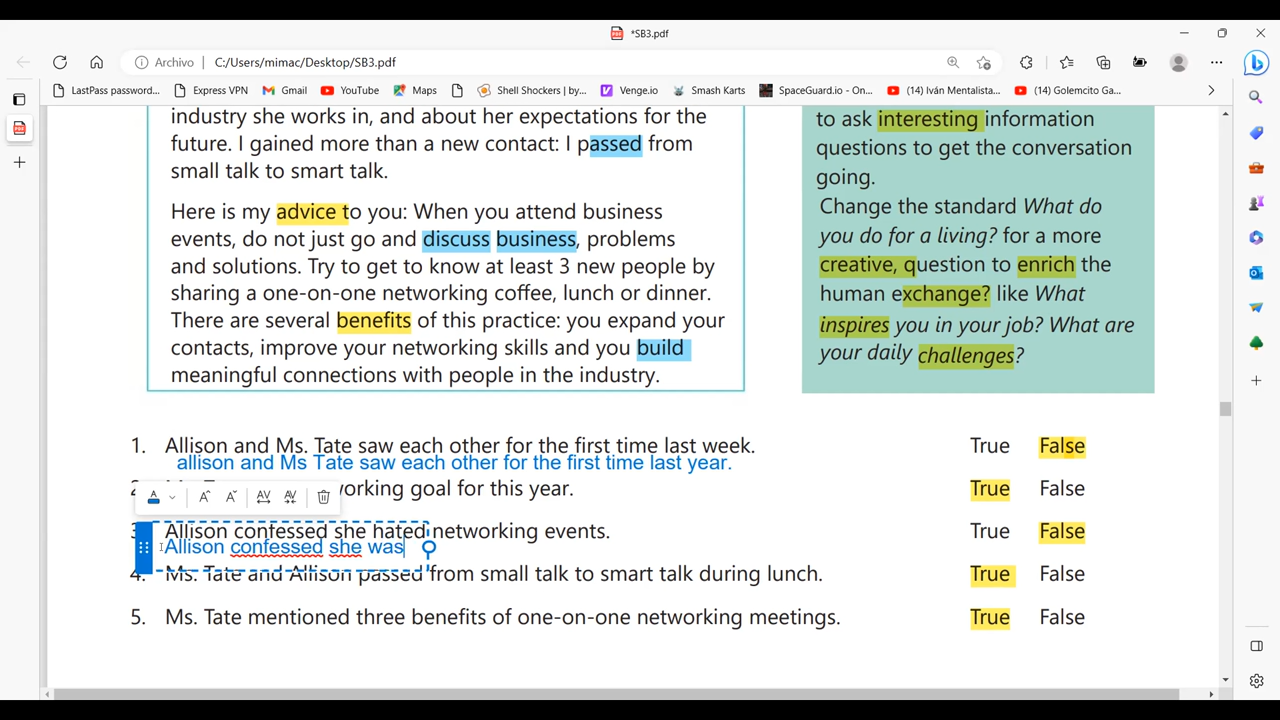 *SB3.pdf
Archivo
C:/Users/mimac/Desktop/SB3.pdf
LastPass password...
Express VPN
Gmail
YouTube
Maps
Shell Shockers | by...
Venge.io
Smash Karts
SpaceGuard.io - On...
(14) Iván Mentalista...
(14) Golemcito Ga...
industry she works in, and about her expectations for the
future. I gained more than a new contact: I passed from
small talk to smart talk.
Here is my advice to you: When you attend business
events, do not just go and discuss business, problems
and solutions. Try to get to know at least 3 new people by
sharing a one-on-one networking coffee, lunch or dinner.
There are several benefits of this practice: you expand your
contacts, improve your networking skills and you build
meaningful connections with people in the industry.
to ask interesting information
questions to get the conversation
going.
Change the standard What do
you do for a living? for a more
creative, question to enrich the
human exchange? like What
inspires you in your job? What are
your daily challenges?
1. Allison and Ms. Tate saw each other for the first time last week. True False
allison and Ms Tate saw each other for the first time last year.
working goal for this year. True False
3. Allison confessed she hated networking events. True False
Allison confessed she was
4. Ms. Tate and Allison passed from small talk to smart talk during lunch. True False
5. Ms. Tate mentioned three benefits of one-on-one networking meetings. True False